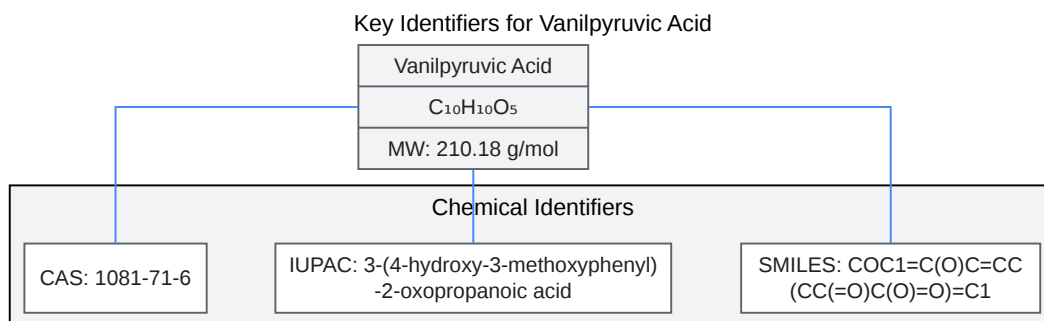 Key Identifiers for Vanilpyruvic Acid
Vanilpyruvic Acid
C₁₀H₁₀O₅
MW: 210.18 g/mol
Chemical Identifiers
CAS: 1081-71-6
IUPAC: 3-(4-hydroxy-3-methoxyphenyl)
-2-oxopropanoic acid
SMILES: COC1=C(O)C=CC
(CC(=O)C(O)=O)=C1